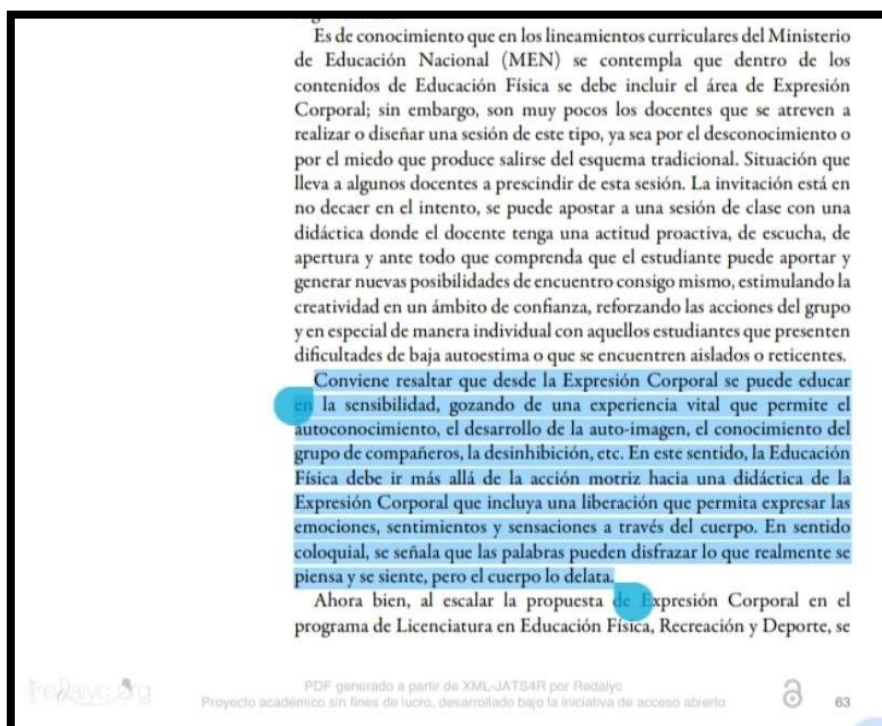 Es de conocimiento que en los lineamientos curriculares del Ministerio
de Educación Nacional (MEN) se contempla que dentro de los
contenidos de Educación Física se debe incluir el área de Expresión
Corporal; sin embargo, son muy pocos los docentes que se atreven a
realizar o diseñar una sesión de este tipo, ya sea por el desconocimiento o
por el miedo que produce salirse del esquema tradicional. Situación que
lleva a algunos docentes a prescindir de esta sesión. La invitación está en
no decaer en el intento, se puede apostar a una sesión de clase con una
didáctica donde el docente tenga una actitud proactiva, de escucha, de
apertura y ante todo que comprenda que el estudiante puede aportar y
generar nuevas posibilidades de encuentro consigo mismo, estimulando la
creatividad en un ámbito de confianza, reforzando las acciones del grupo
y en especial de manera individual con aquellos estudiantes que presenten
dificultades de baja autoestima o que se encuentren aislados o reticentes.
Conviene resaltar que desde la Expresión Corporal se puede educar
en la sensibilidad, gozando de una experiencia vital que permite el
autoconocimiento, el desarrollo de la auto-imagen, el conocimiento del
grupo de compañeros, la desinhibición, etc. En este sentido, la Educación
Física debe ir más allá de la acción motriz hacia una didáctica de la
Expresión Corporal que incluya una liberación que permita expresar las
emociones, sentimientos y sensaciones a través del cuerpo. En sentido
coloquial, se señala que las palabras pueden disfrazar lo que realmente se
piensa y se siente, pero el cuerpo lo delata.
Ahora bien, al escalar la propuesta de Expresión Corporal en el
programa de Licenciatura en Educación Física, Recreación y Deporte, se
redalyc.org
PDF generado a partir de XML-JATS4R por Redalyc
Proyecto académico sin fines de lucro, desarrollado bajo la iniciativa de acceso abierto
63